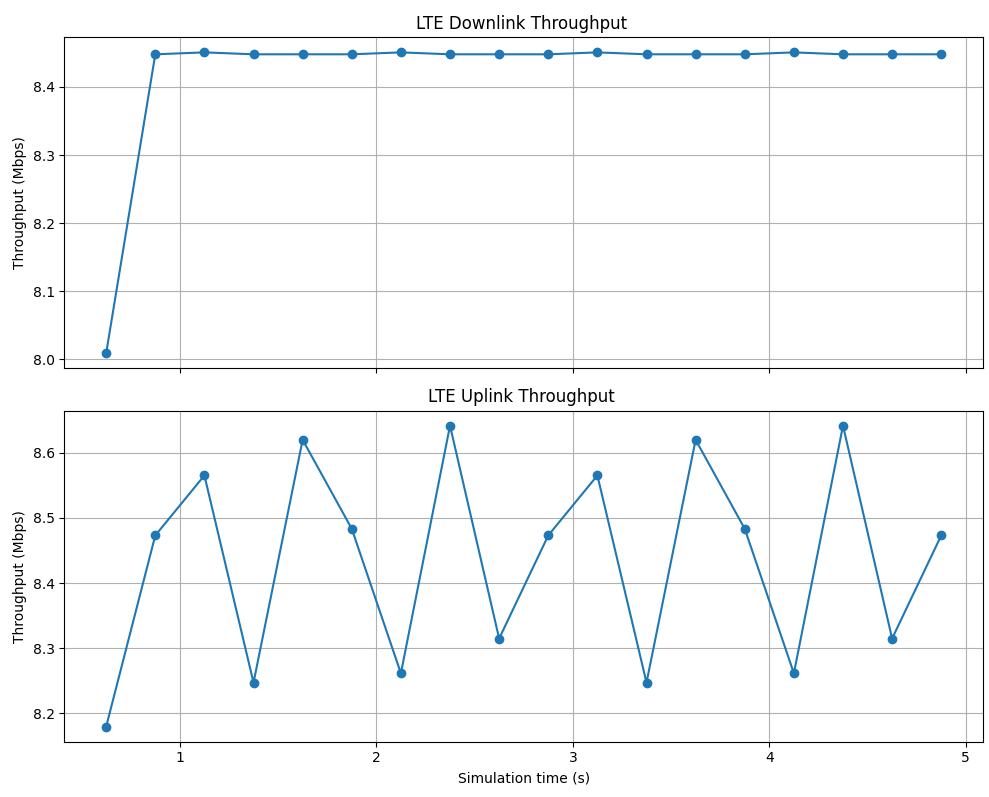 LTE Downlink Throughput
Throughput (Mbps)
8.4
8.3
8.2
8.1
8.0
LTE Uplink Throughput
Throughput (Mbps)
8.6
8.5
8.4
8.3
8.2
1 2 3 4 5
Simulation time (s)